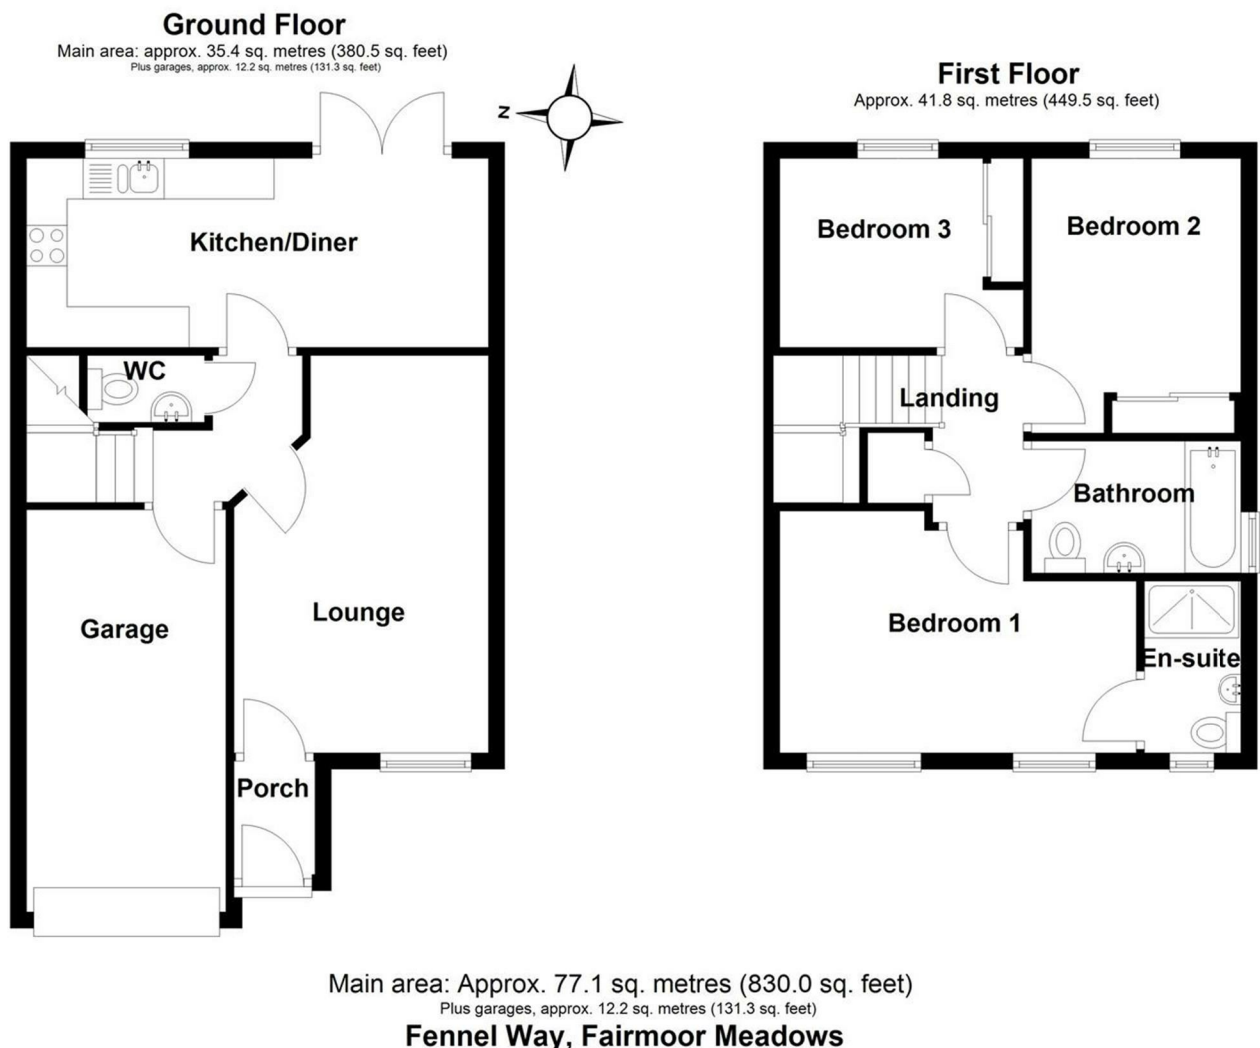 Ground Floor
Main area: approx. 35.4 sq. metres (380.5 sq. feet)
Plus garages, approx. 12.2 sq. metres (131.3 sq. feet)
N
Kitchen/Diner
WC
Garage
Lounge
Porch
First Floor
Approx. 41.8 sq. metres (449.5 sq. feet)
Bedroom 3
Bedroom 2
Landing
Bathroom
Bedroom 1
En-suite
Main area: Approx. 77.1 sq. metres (830.0 sq. feet)
Plus garages, approx. 12.2 sq. metres (131.3 sq. feet)
Fennel Way, Fairmoor Meadows